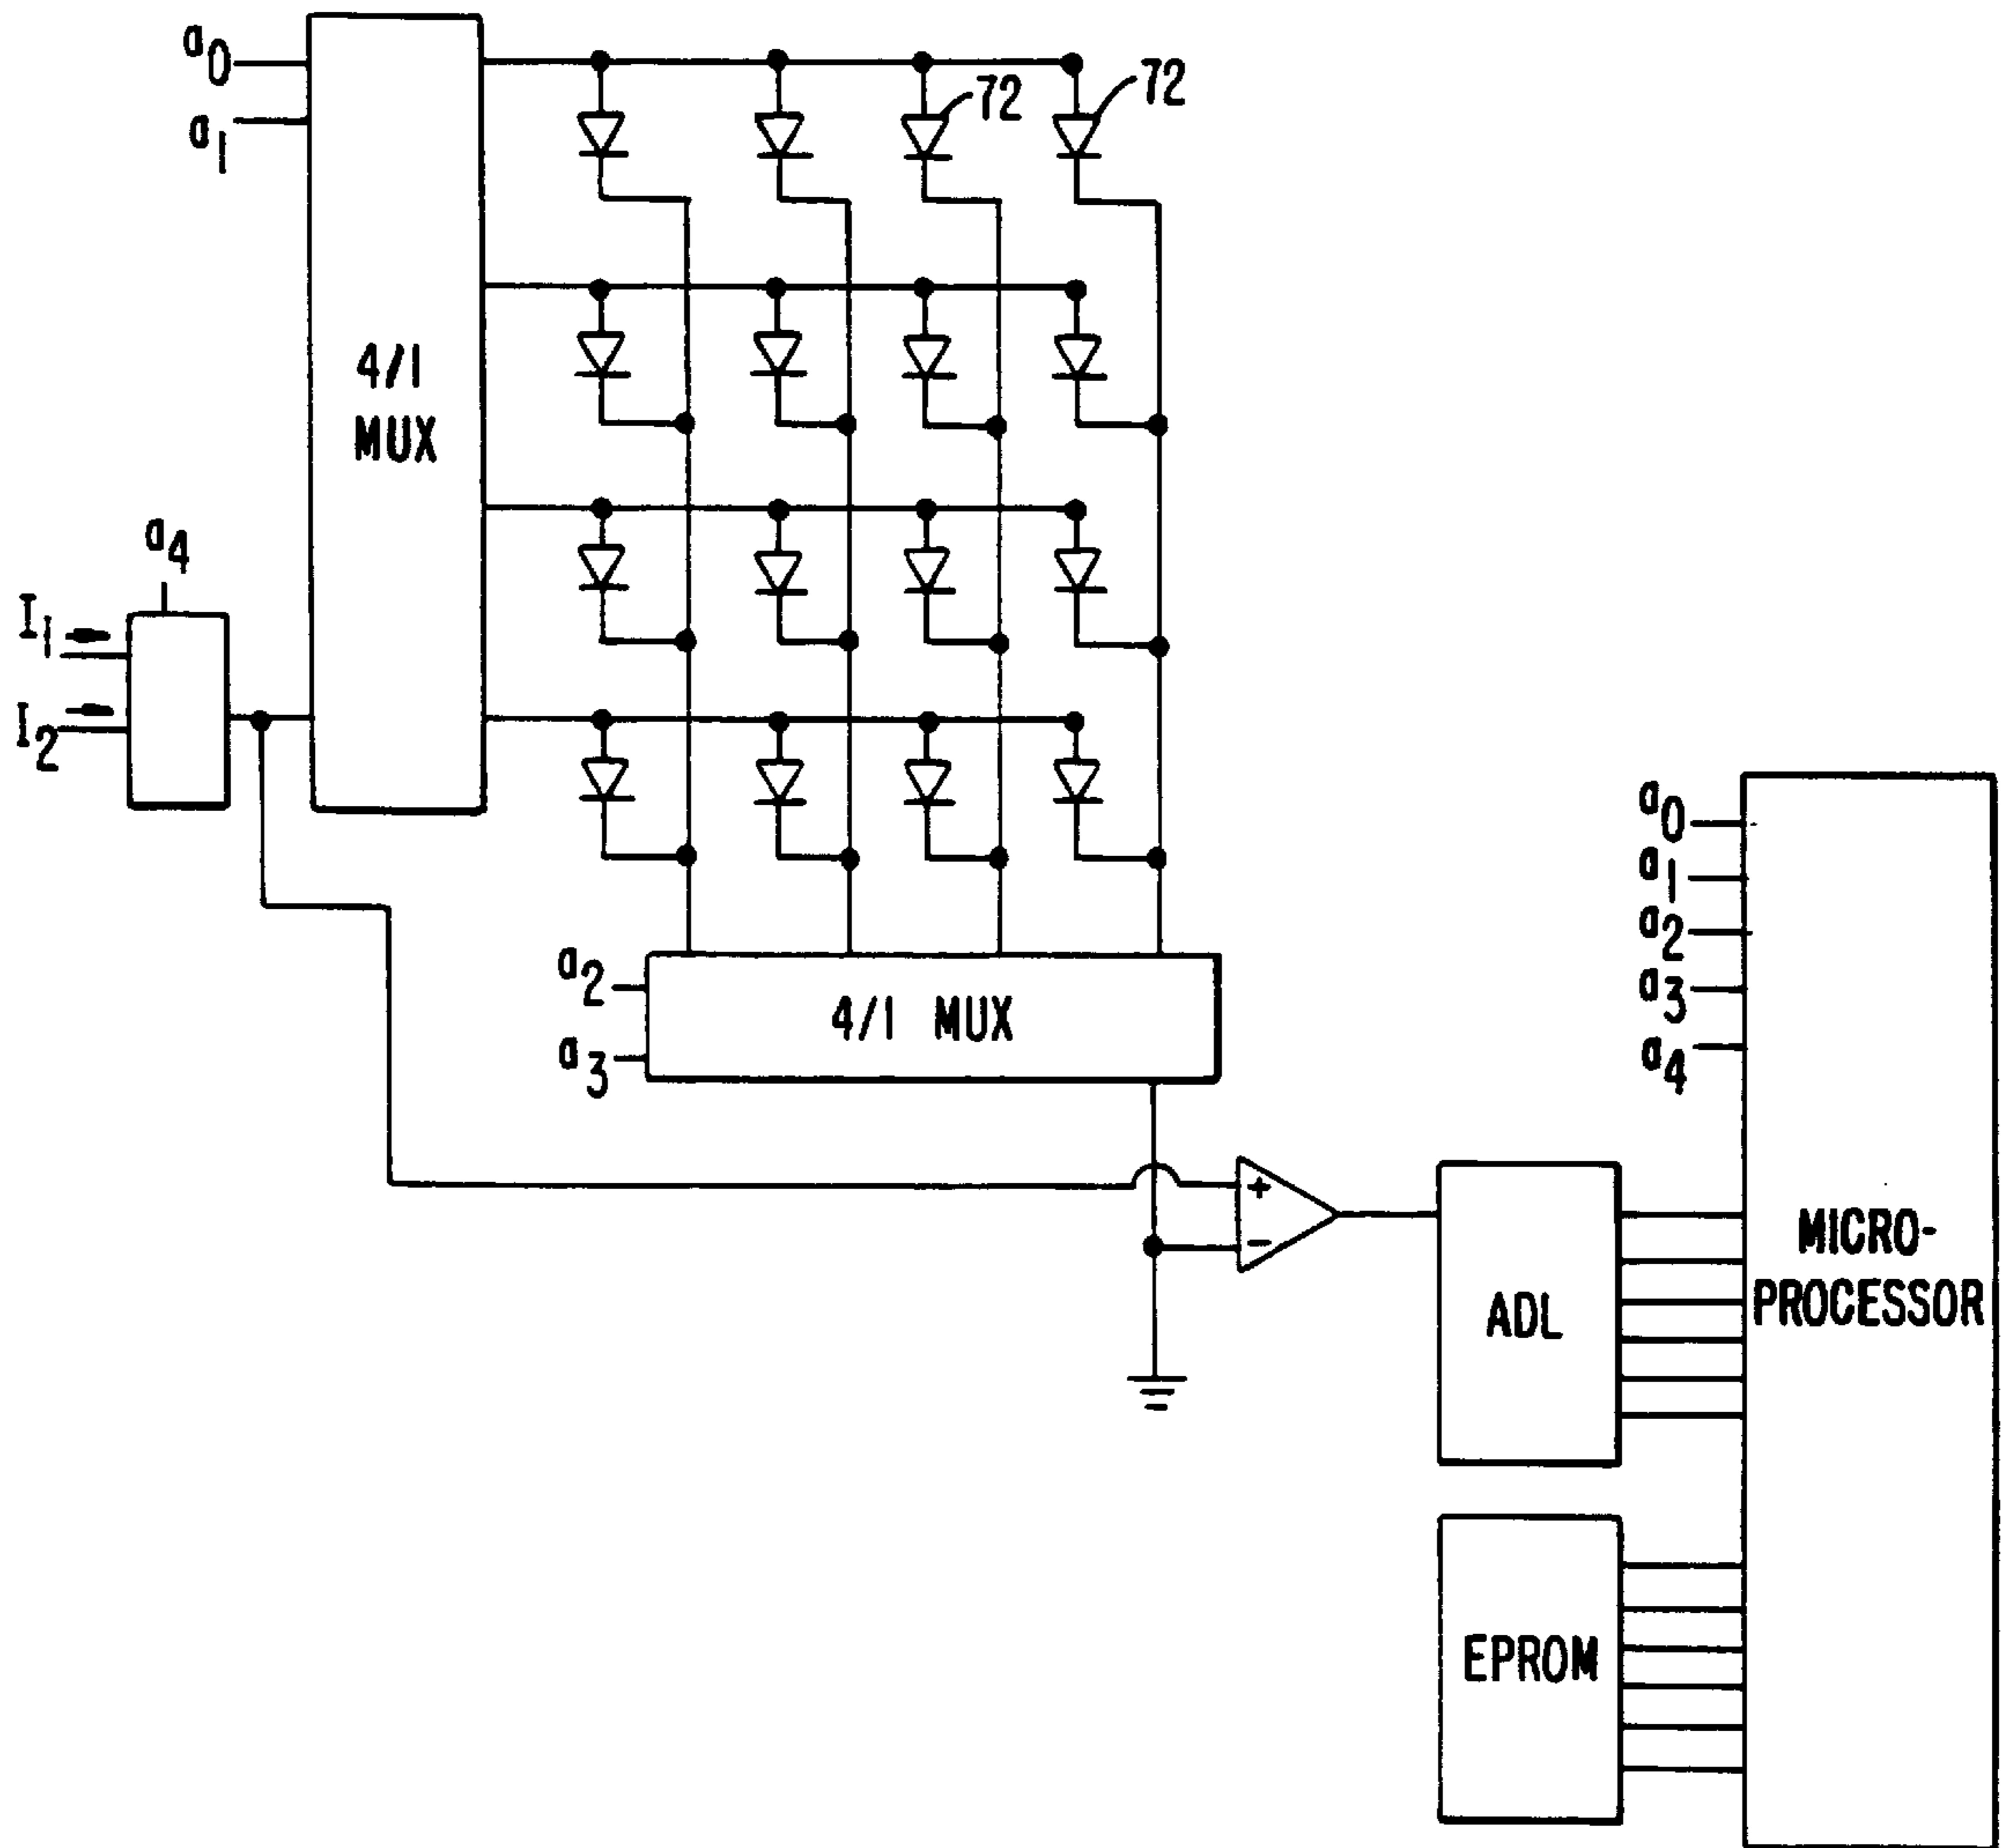 a0
a1
72
72
4/1
MUX
a4
I1
I2
a0
a1
a2
a3
a4
a2
a3
4/1 MUX
+
-
ADL
MICRO-
PROCESSOR
EPROM